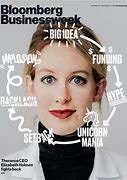 Bloomberg
Businessweek
BIG IDEA
FUNDING
HYPE
UNICORN
MANIA
SETBACK
BACKLASH
IMPLOSION
Theranos CEO
Elizabeth Holmes
fights back